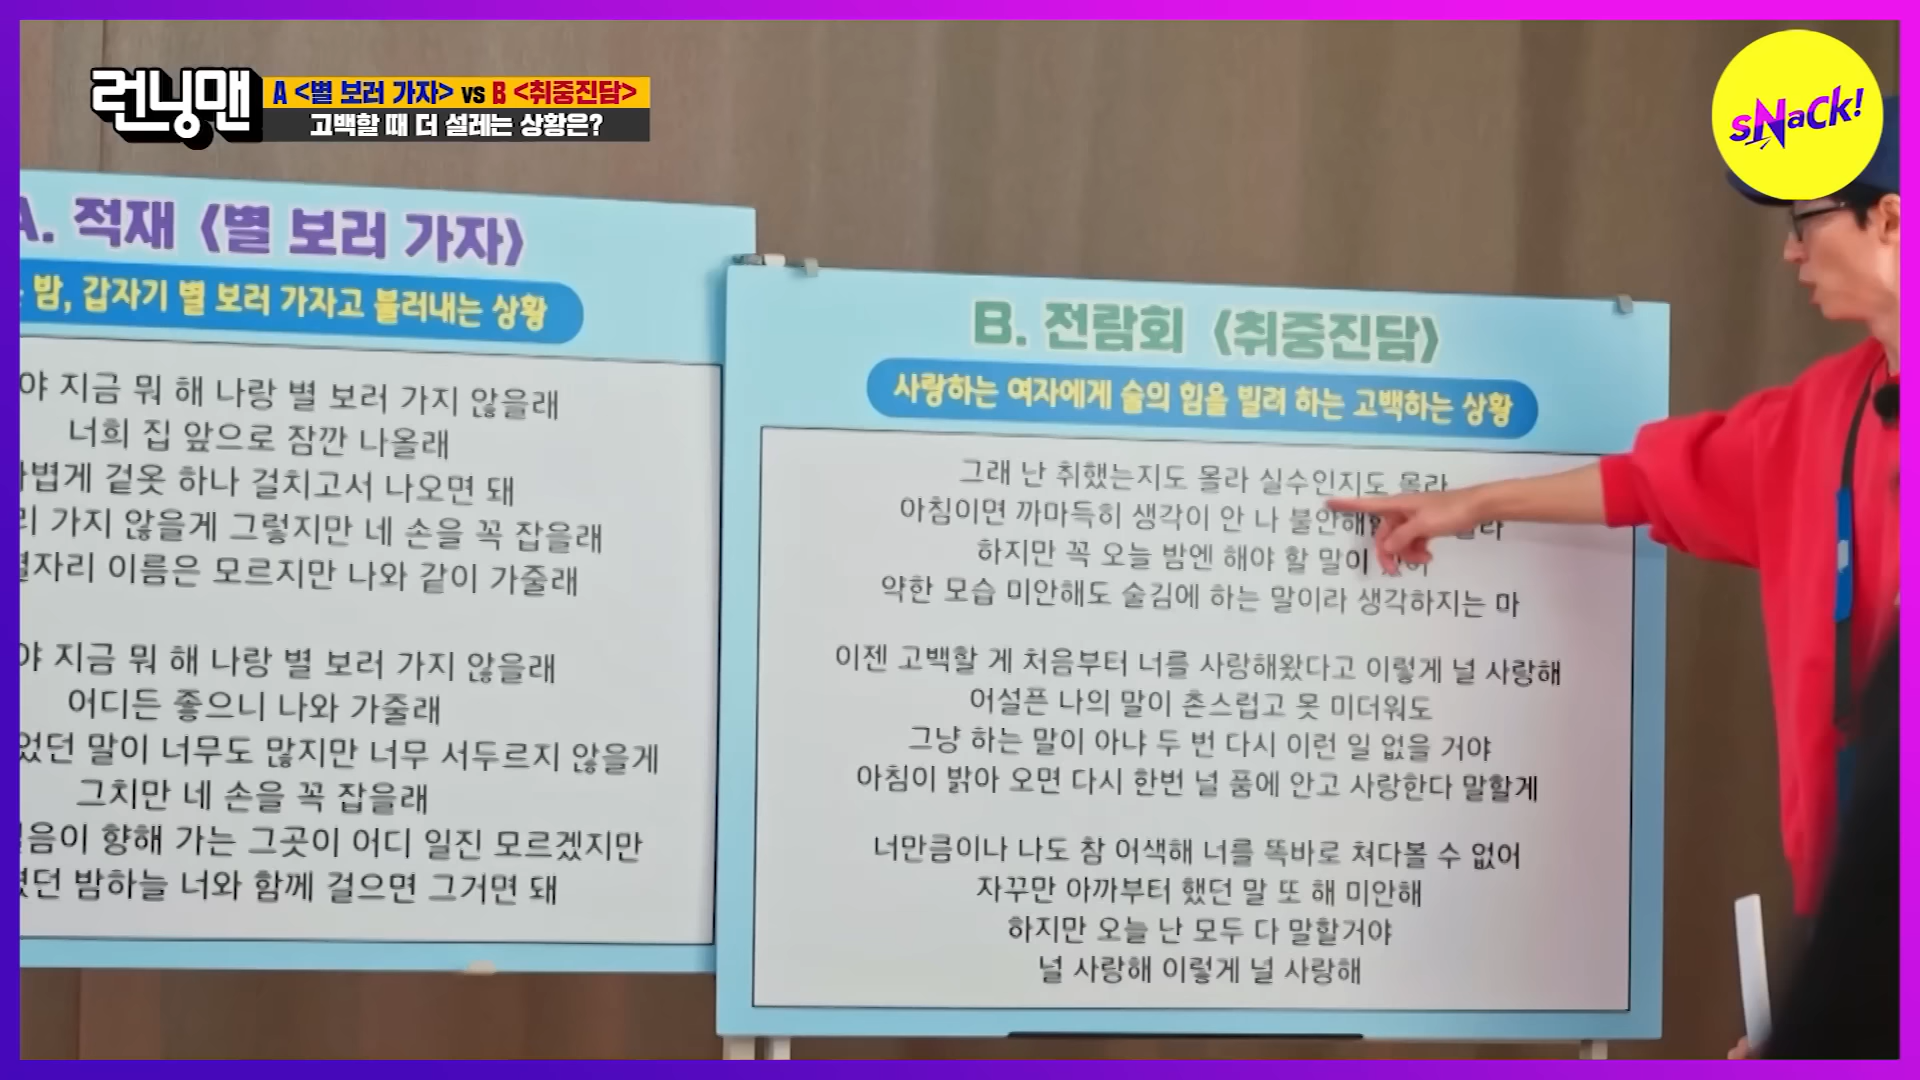 런닝맨
A <별 보러 가자> vs B <취중진담>
고백할 때 더 설레는 상황은?
sNaCk!
A. 적재 〈별 보러 가자〉
밤, 갑자기 별 보러 가자고 불러내는 상황
야 지금 뭐 해 나랑 별 보러 가지 않을래
너희 집 앞으로 잠깐 나올래
겉옷 하나 걸치고서 나오면 돼
가지 않을게 그렇지만 네 손을 꼭 잡을래
이름은 모르지만 나와 같이 가줄래
야 지금 뭐 해 나랑 별 보러 가지 않을래
어디든 좋으니 나와 가줄래
말이 너무도 많지만 너무 서두르지 않을게
그치만 네 손을 꼭 잡을래
향해 가는 그곳이 어디 일진 모르겠지만
밤하늘 너와 함께 걸으면 그거면 돼
B. 전람회 〈취중진담〉
사랑하는 여자에게 술의 힘을 빌려 하는 고백하는 상황
그래 난 취했는지도 몰라 실수인지도 몰라
아침이면 까마득히 생각이 안 나
하지만 꼭 오늘 밤엔 해야 할 말이
약한 모습 미안해도 술김에 하는 말이라 생각하지는 마
이젠 고백할 게 처음부터 너를 사랑해왔다고 이렇게 널 사랑해
어설픈 나의 말이 촌스럽고 못 미더워도
그냥 하는 말이 아냐 두 번 다시 이런 일 없을 거야
아침이 밝아 오면 다시 한번 널 품에 안고 사랑한다 말할게
너만큼이나 나도 참 어색해 너를 똑바로 쳐다볼 수 없어
자꾸만 아까부터 했던 말 또 해 미안해
하지만 오늘 난 모두 다 말할거야
널 사랑해 이렇게 널 사랑해